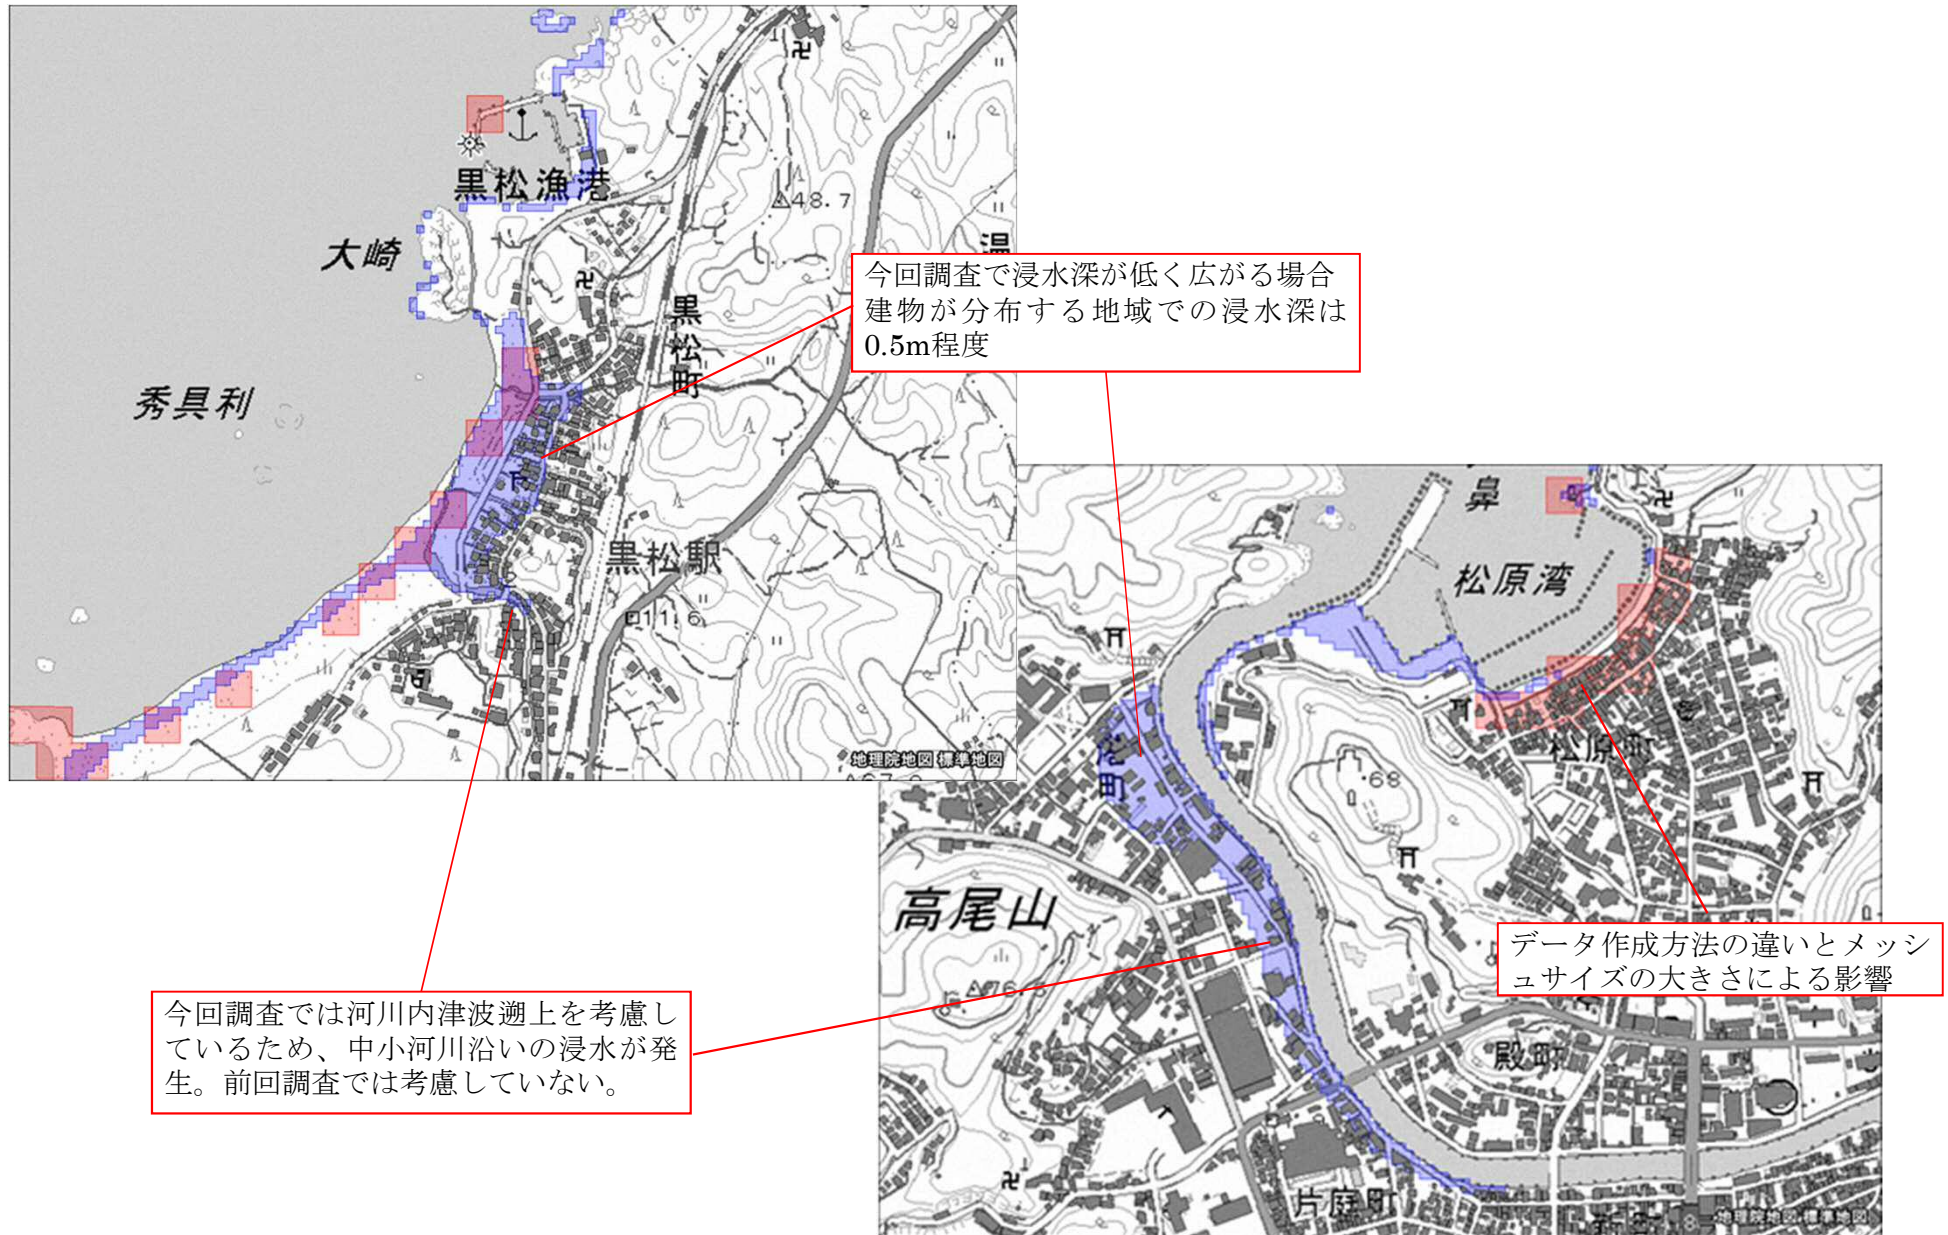 黒松漁港
△48.7
大崎
温
黒松町
秀具利
黒松駅
□11.6
地理院地図 標準地図
今回調査で浸水深が低く広がる場合
建物が分布する地域での浸水深は
0.5m程度
鼻
松原湾
松原町
.68
高尾山
殿町
片庭町
地理院地図 標準地図
データ作成方法の違いとメッシ
ュサイズの大きさによる影響
今回調査では河川内津波遡上を考慮し
ているため、中小河川沿いの浸水が発
生。前回調査では考慮していない。